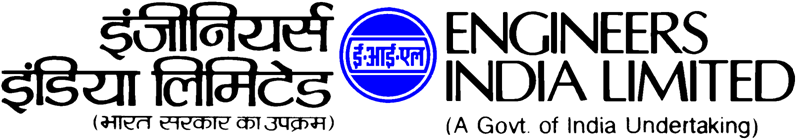 इंजीनियर्स
इंडिया लिमिटेड
(भारत सरकार का उपक्रम)
ई·आई·एल
ENGINEERS
INDIA LIMITED
(A Govt. of India Undertaking)